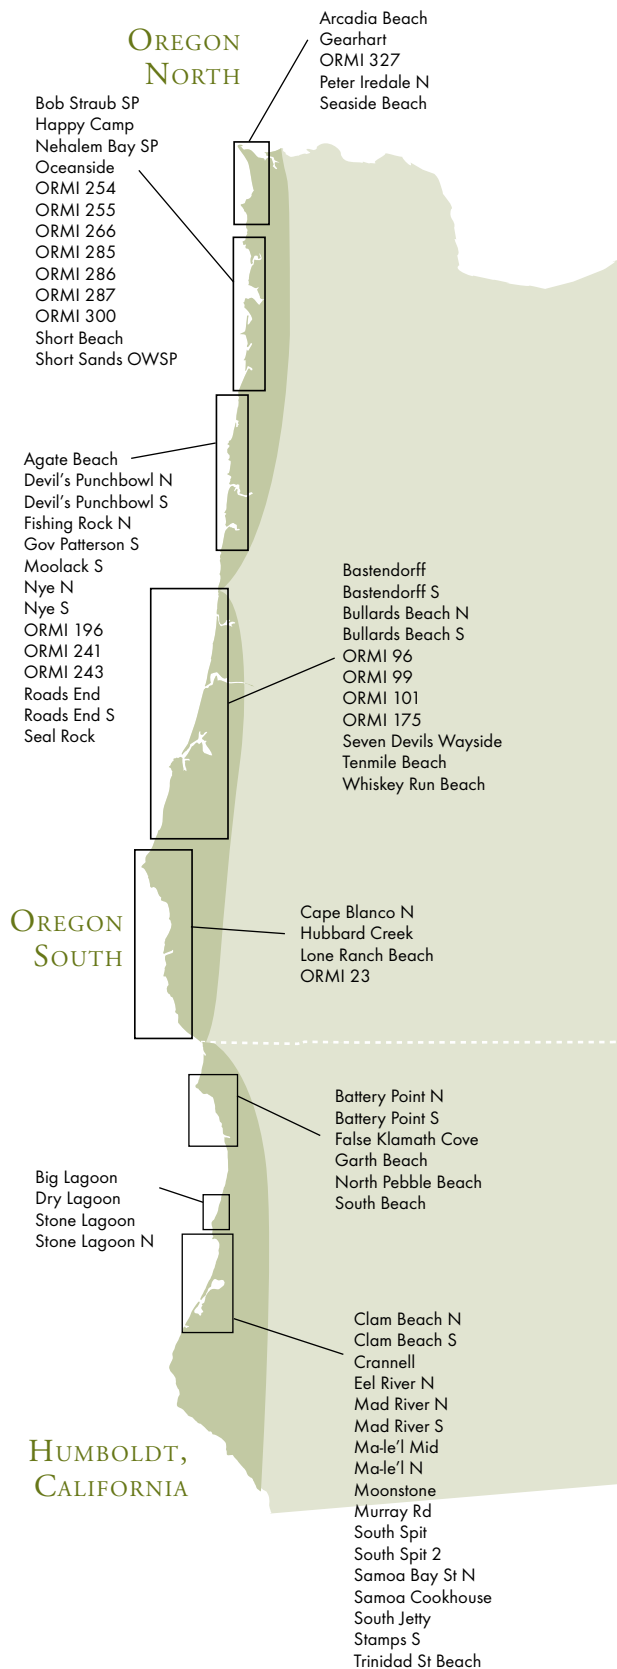 OREGON
NORTH
Arcadia Beach
Gearhart
ORMI 327
Peter Iredale N
Seaside Beach
Bob Straub SP
Happy Camp
Nehalem Bay SP
Oceanside
ORMI 254
ORMI 255
ORMI 266
ORMI 285
ORMI 286
ORMI 287
ORMI 300
Short Beach
Short Sands OWSP
Agate Beach
Devil's Punchbowl N
Devil's Punchbowl S
Fishing Rock N
Gov Patterson S
Moolack S
Nye N
Nye S
ORMI 196
ORMI 241
ORMI 243
Roads End
Roads End S
Seal Rock
Bastendorff
Bastendorff S
Bullards Beach N
Bullards Beach S
ORMI 96
ORMI 99
ORMI 101
ORMI 175
Seven Devils Wayside
Tenmile Beach
Whiskey Run Beach
OREGON
SOUTH
Cape Blanco N
Hubbard Creek
Lone Ranch Beach
ORMI 23
Battery Point N
Battery Point S
False Klamath Cove
Garth Beach
North Pebble Beach
South Beach
Big Lagoon
Dry Lagoon
Stone Lagoon
Stone Lagoon N
Clam Beach N
Clam Beach S
Crannell
Eel River N
Mad River N
Mad River S
Ma-le'l Mid
Ma-le'l N
Moonstone
Murray Rd
South Spit
South Spit 2
Samoa Bay St N
Samoa Cookhouse
South Jetty
Stamps S
Trinidad St Beach
HUMBOLDT,
CALIFORNIA